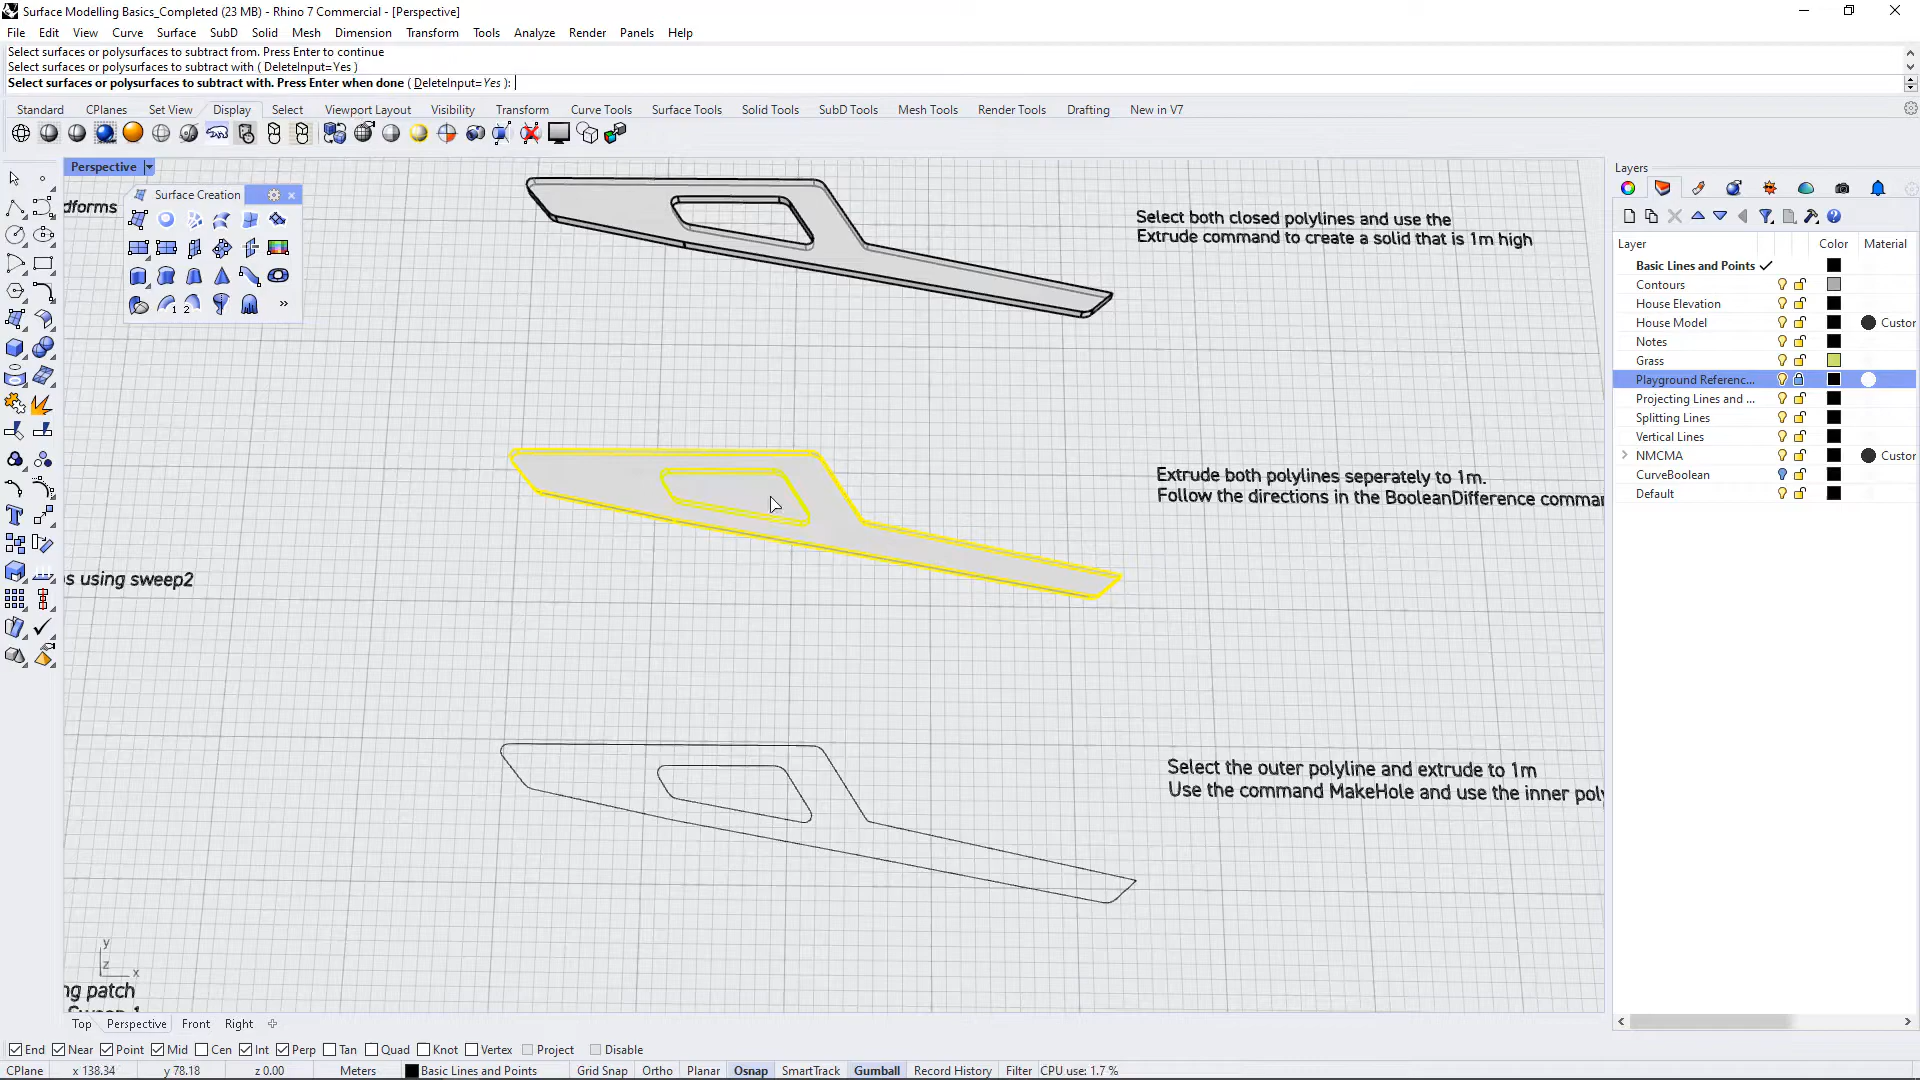 Surface Modelling Basics_Completed (23 MB) - Rhino 7 Commercial - [Perspective]
File Edit View Curve Surface SubD Solid Mesh Dimension Transform Tools Analyze Render Panels Help
Select surfaces or polysurfaces to subtract from. Press Enter to continue
Select surfaces or polysurfaces to subtract with ( DeleteInput=Yes )
Select surfaces or polysurfaces to subtract with. Press Enter when done ( DeleteInput=Yes ):
Standard CPlanes Set View Display Select Viewport Layout Visibility Transform Curve Tools Surface Tools Solid Tools SubD Tools Mesh Tools Render Tools Drafting New in V7
Perspective
Surface Creation
dforms
1 2
»
Select both closed polylines and use the
Extrude command to create a solid that is 1m high
Extrude both polylines seperately to 1m.
Follow the directions in the BooleanDifference comman
s using sweep2
Select the outer polyline and extrude to 1m
Use the command MakeHole and use the inner poly
y
z
x
ng patch
Sweep 1
Layers
Layer Color Material
Basic Lines and Points
Contours
House Elevation
House Model Custor
Notes
Grass
Playground Referenc...
Projecting Lines and ...
Splitting Lines
Vertical Lines
NMCMA Custor
CurveBoolean
Default
Top Perspective Front Right
End Near Point Mid Cen Int Perp Tan Quad Knot Vertex Project Disable
CPlane x 138.34 y 78.18 z 0.00 Meters Basic Lines and Points Grid Snap Ortho Planar Osnap SmartTrack Gumball Record History Filter CPU use: 1.7 %